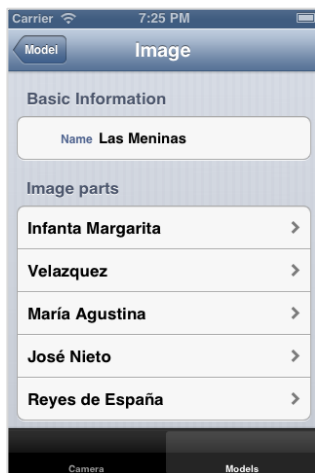 Carrier 7:25 PM
Model Image
Basic Information
Name Las Meninas
Image parts
Infanta Margarita
Velazquez
María Agustina
José Nieto
Reyes de España
Camera Models